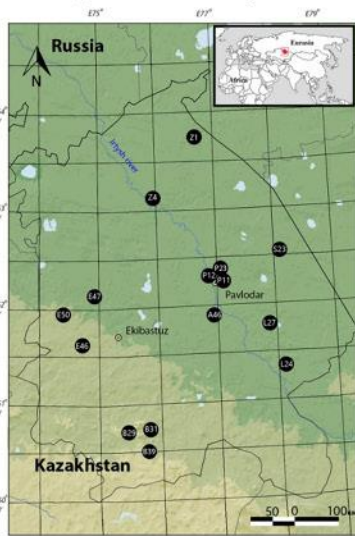 E75
E77
E79
Russia
Eurasia
Africa
N
Irtysh river
Z1
Z4
S23
P23
P12
P11
Pavlodar
E47
E50
A46
L27
Ekibastuz
E46
L24
B29
B31
B39
Kazakhstan
50 0 100